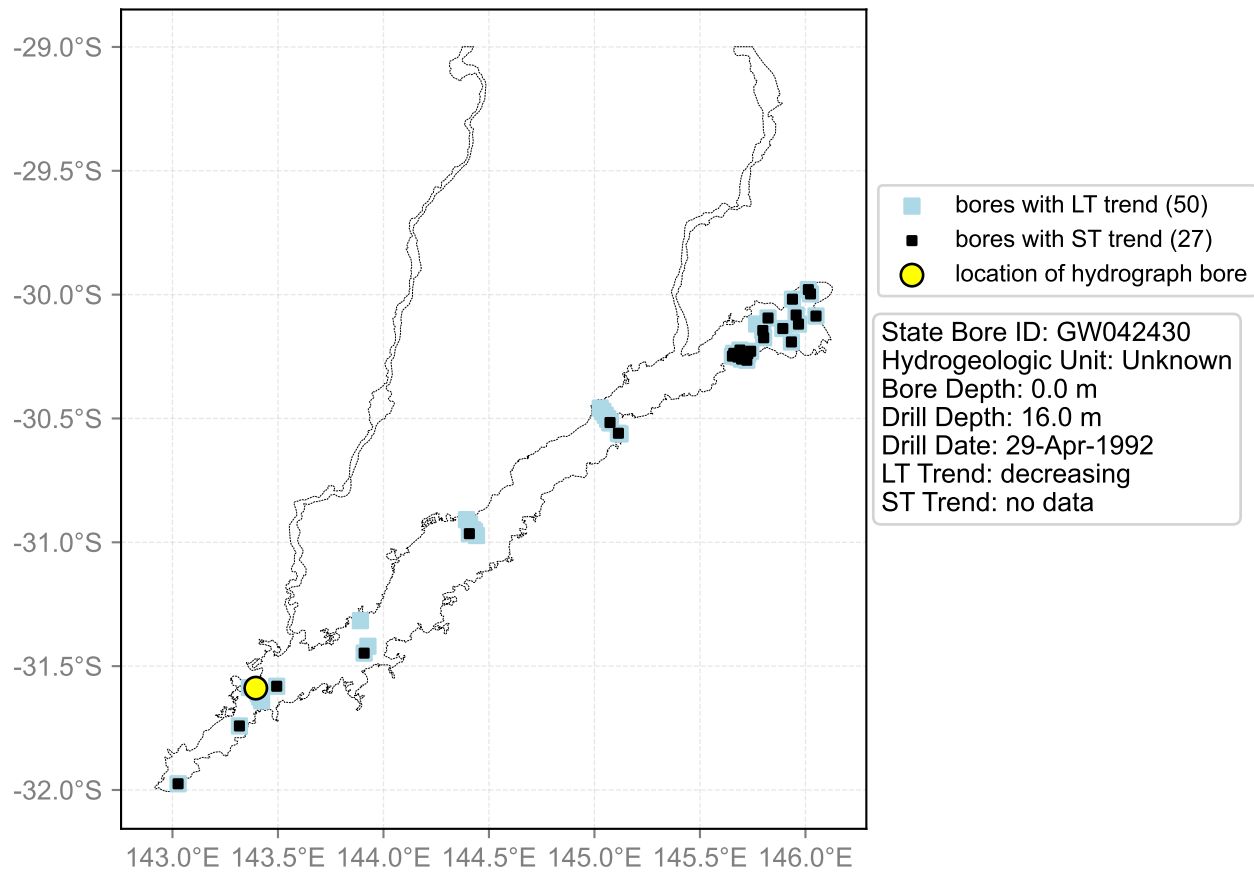 -29.0°S
-29.5°S
-30.0°S
-30.5°S
-31.0°S
-31.5°S
-32.0°S
143.0°E
143.5°E
144.0°E
144.5°E
145.0°E
145.5°E
146.0°E
bores with LT trend (50)
bores with ST trend (27)
location of hydrograph bore
State Bore ID: GW042430
Hydrogeologic Unit: Unknown
Bore Depth: 0.0 m
Drill Depth: 16.0 m
Drill Date: 29-Apr-1992
LT Trend: decreasing
ST Trend: no data